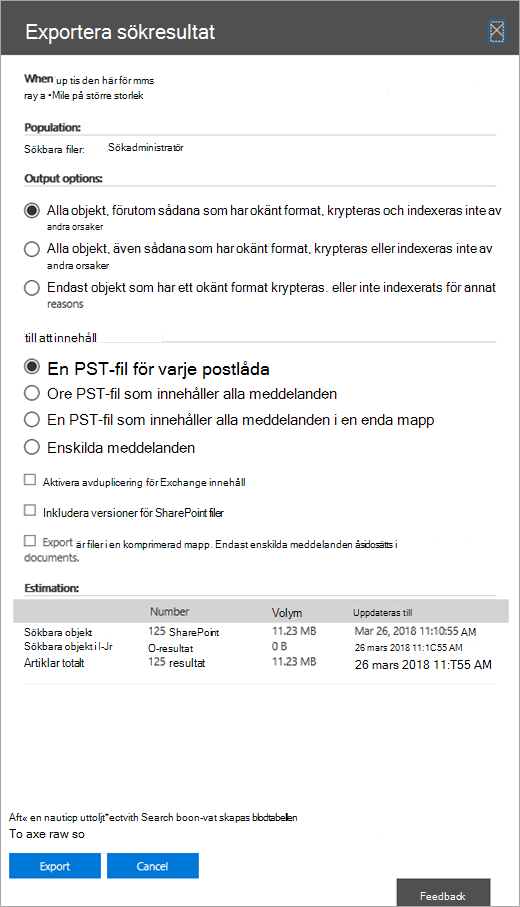 Exportera sökresultat
When up tis den här för mms
ray a •Mile på större storlek
Population:
Sökbara filer: Sökadministratör
Output options:
Alla objekt, förutom sådana som har okänt format, krypteras och indexeras inte av
andra orsaker
Alla objekt, även sådana som har okänt format, krypteras eller indexeras inte av
andra orsaker
Endast objekt som har ett okänt format krypteras. eller inte indexerats för annat
reasons
till att innehåll
En PST-fil för varje postlåda
Ore PST-fil som innehåller alla meddelanden
En PST-fil som innehåller alla meddelanden i en enda mapp
Enskilda meddelanden
Aktivera avduplicering för Exchange innehåll
Inkludera versioner för SharePoint filer
Export är filer i en komprimerad mapp. Endast enskilda meddelanden åsidosätts i
documents.
Estimation:
Number Volym Uppdateras till
Sökbara objekt 125 SharePoint 11.23 MB Mar 26, 2018 11:10:55 AM
Sökbara objekt i I-Jr O-resultat 0 B 26 mars 2018 11:1C55 AM
Artiklar totalt 125 resultat 11.23 MB 26 mars 2018 11:T55 AM
Aft« en nauticp uttoljt*ectvith Search boon-vat skapas blodtabellen
To axe raw so
Export Cancel
Feedback